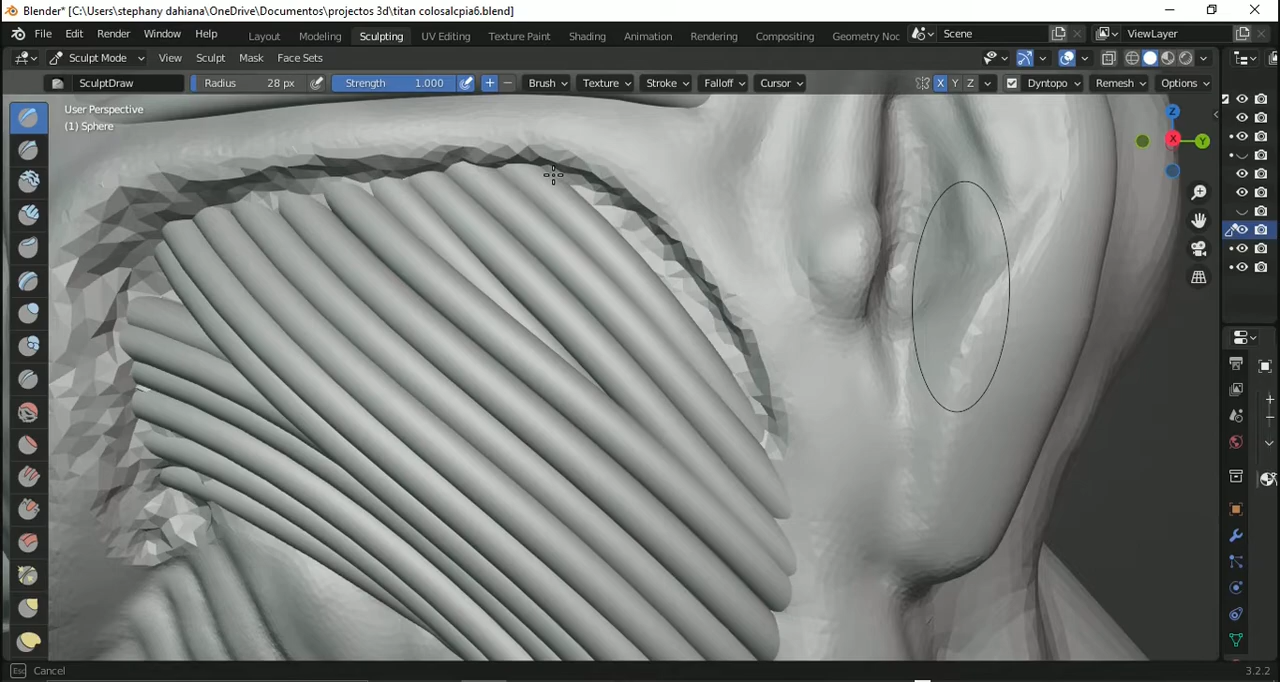 Blender* [C:\Users\stephany dahiana\OneDrive\Documentos\projectos 3d\titan colosalcpia6.blend]
File Edit Render Window Help Layout Modeling Sculpting UV Editing Texture Paint Shading Animation Rendering Compositing Geometry Noc Scene ViewLayer
Sculpt Mode View Sculpt Mask Face Sets
SculptDraw Radius 28 px Strength 1.000 Brush Texture Stroke Falloff Cursor X Y Z Dyntopo Remesh Options
User Perspective
(1) Sphere
Z
X
Y
Esc Cancel 3.2.2